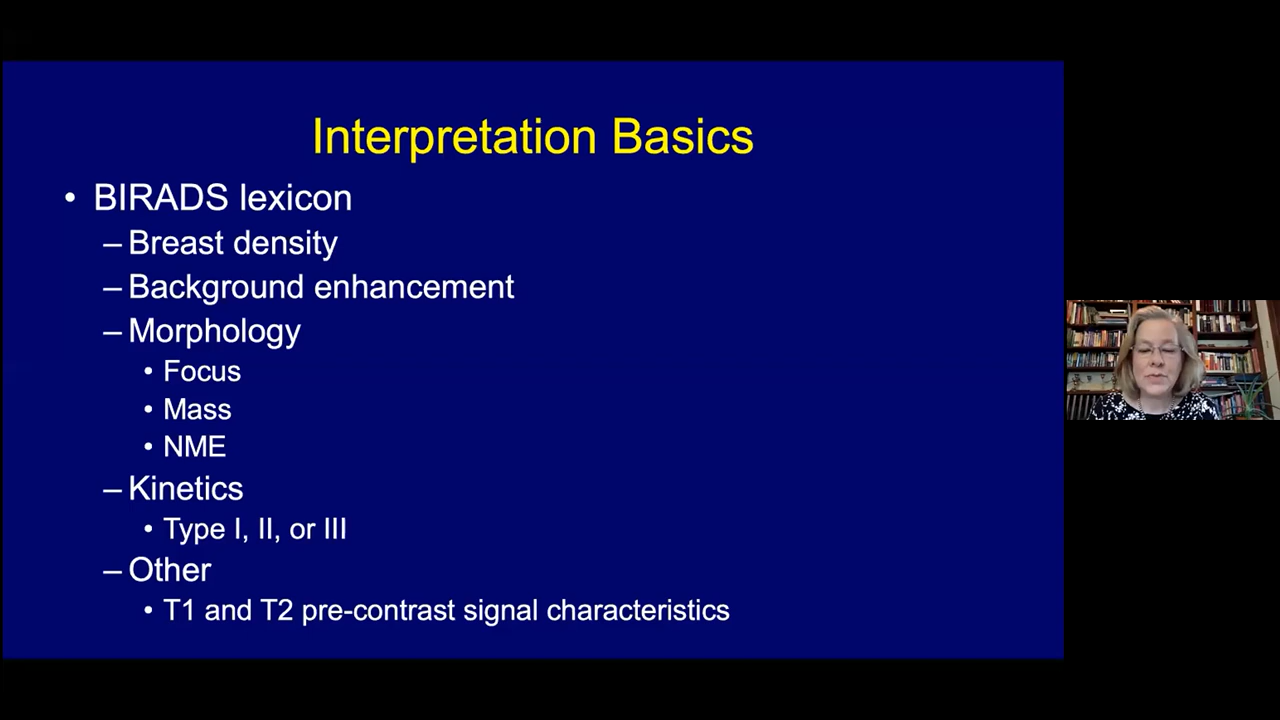 Interpretation Basics
• BIRADS lexicon
– Breast density
– Background enhancement
– Morphology
• Focus
• Mass
• NME
– Kinetics
• Type I, II, or III
– Other
• T1 and T2 pre-contrast signal characteristics